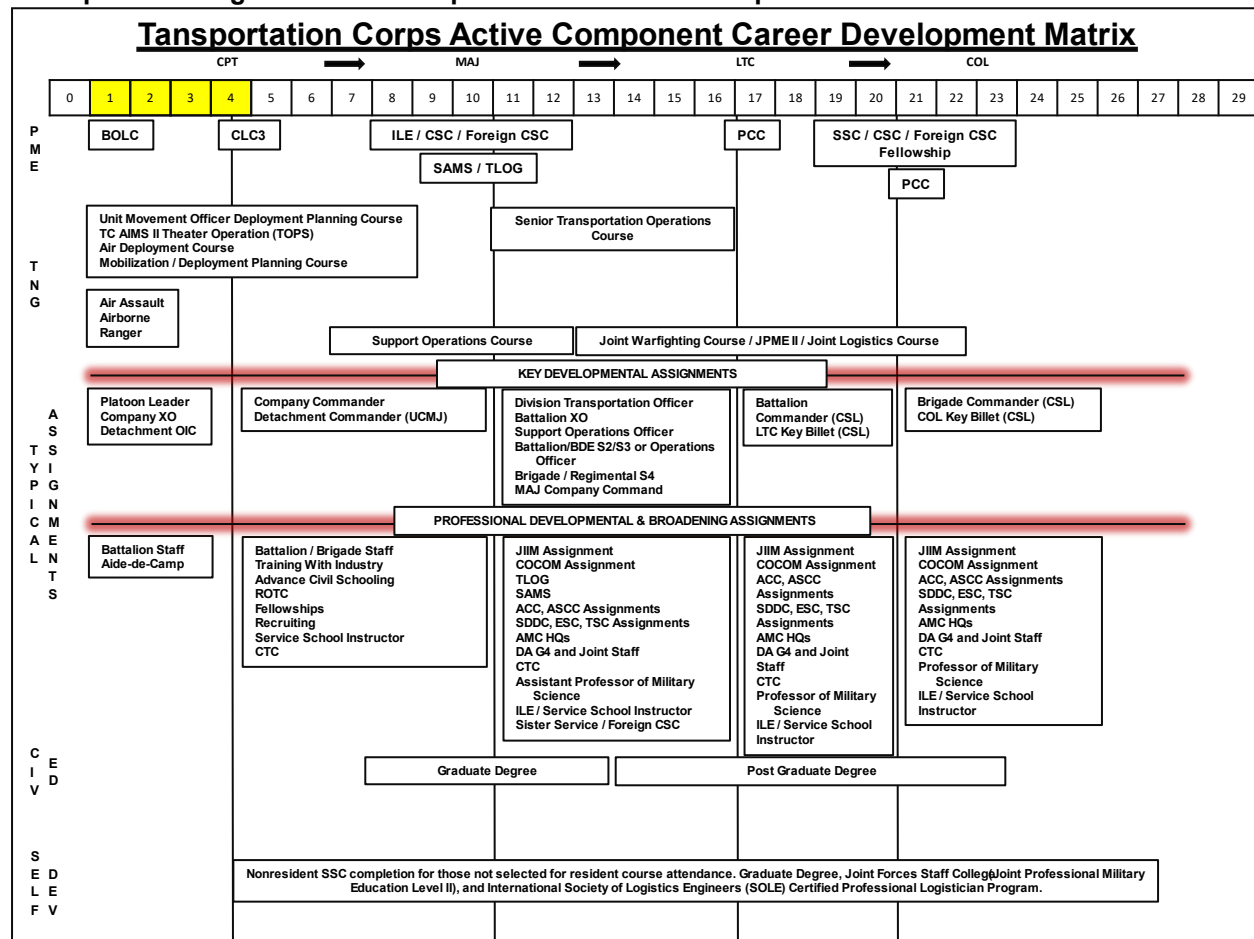 Tansportation Corps Active Component Career Development Matrix
CPT MAJ LTC COL
0 1 2 3 4 5 6 7 8 9 10 11 12 13 14 15 16 17 18 19 20 21 22 23 24 25 26 27 28 29
PME
BOLC
CLC3
ILE / CSC / Foreign CSC
SAMS / TLOG
PCC
SSC / CSC / Foreign CSC
Fellowship
PCC
TNG
Unit Movement Officer Deployment Planning Course
TC AIMS II Theater Operation (TOPS)
Air Deployment Course
Mobilization / Deployment Planning Course
Senior Transportation Operations
Course
Air Assault
Airborne
Ranger
Support Operations Course
Joint Warfighting Course / JPME II / Joint Logistics Course
TYPICAL ASSIGNMENTS
KEY DEVELOPMENTAL ASSIGNMENTS
Platoon Leader
Company XO
Detachment OIC
Company Commander
Detachment Commander (UCMJ)
Division Transportation Officer
Battalion XO
Support Operations Officer
Battalion/BDE S2/S3 or Operations
Officer
Brigade / Regimental S4
MAJ Company Command
Battalion
Commander (CSL)
LTC Key Billet (CSL)
Brigade Commander (CSL)
COL Key Billet (CSL)
PROFESSIONAL DEVELOPMENTAL & BROADENING ASSIGNMENTS
Battalion Staff
Aide-de-Camp
Battalion / Brigade Staff
Training With Industry
Advance Civil Schooling
ROTC
Fellowships
Recruiting
Service School Instructor
CTC
JIIM Assignment
COCOM Assignment
TLOG
SAMS
ACC, ASCC Assignments
SDDC, ESC, TSC Assignments
AMC HQs
DA G4 and Joint Staff
CTC
Assistant Professor of Military
Science
ILE / Service School Instructor
Sister Service / Foreign CSC
JIIM Assignment
COCOM Assignment
ACC, ASCC
Assignments
SDDC, ESC, TSC
Assignments
AMC HQs
DA G4 and Joint
Staff
CTC
Professor of Military
Science
ILE / Service School
Instructor
JIIM Assignment
COCOM Assignment
ACC, ASCC Assignments
SDDC, ESC, TSC
Assignments
AMC HQs
DA G4 and Joint Staff
CTC
Professor of Military
Science
ILE / Service School
Instructor
CIV ED
Graduate Degree
Post Graduate Degree
SELF DEV
Nonresident SSC completion for those not selected for resident course attendance. Graduate Degree, Joint Forces Staff College(Joint Professional Military
Education Level II), and International Society of Logistics Engineers (SOLE) Certified Professional Logistician Program.